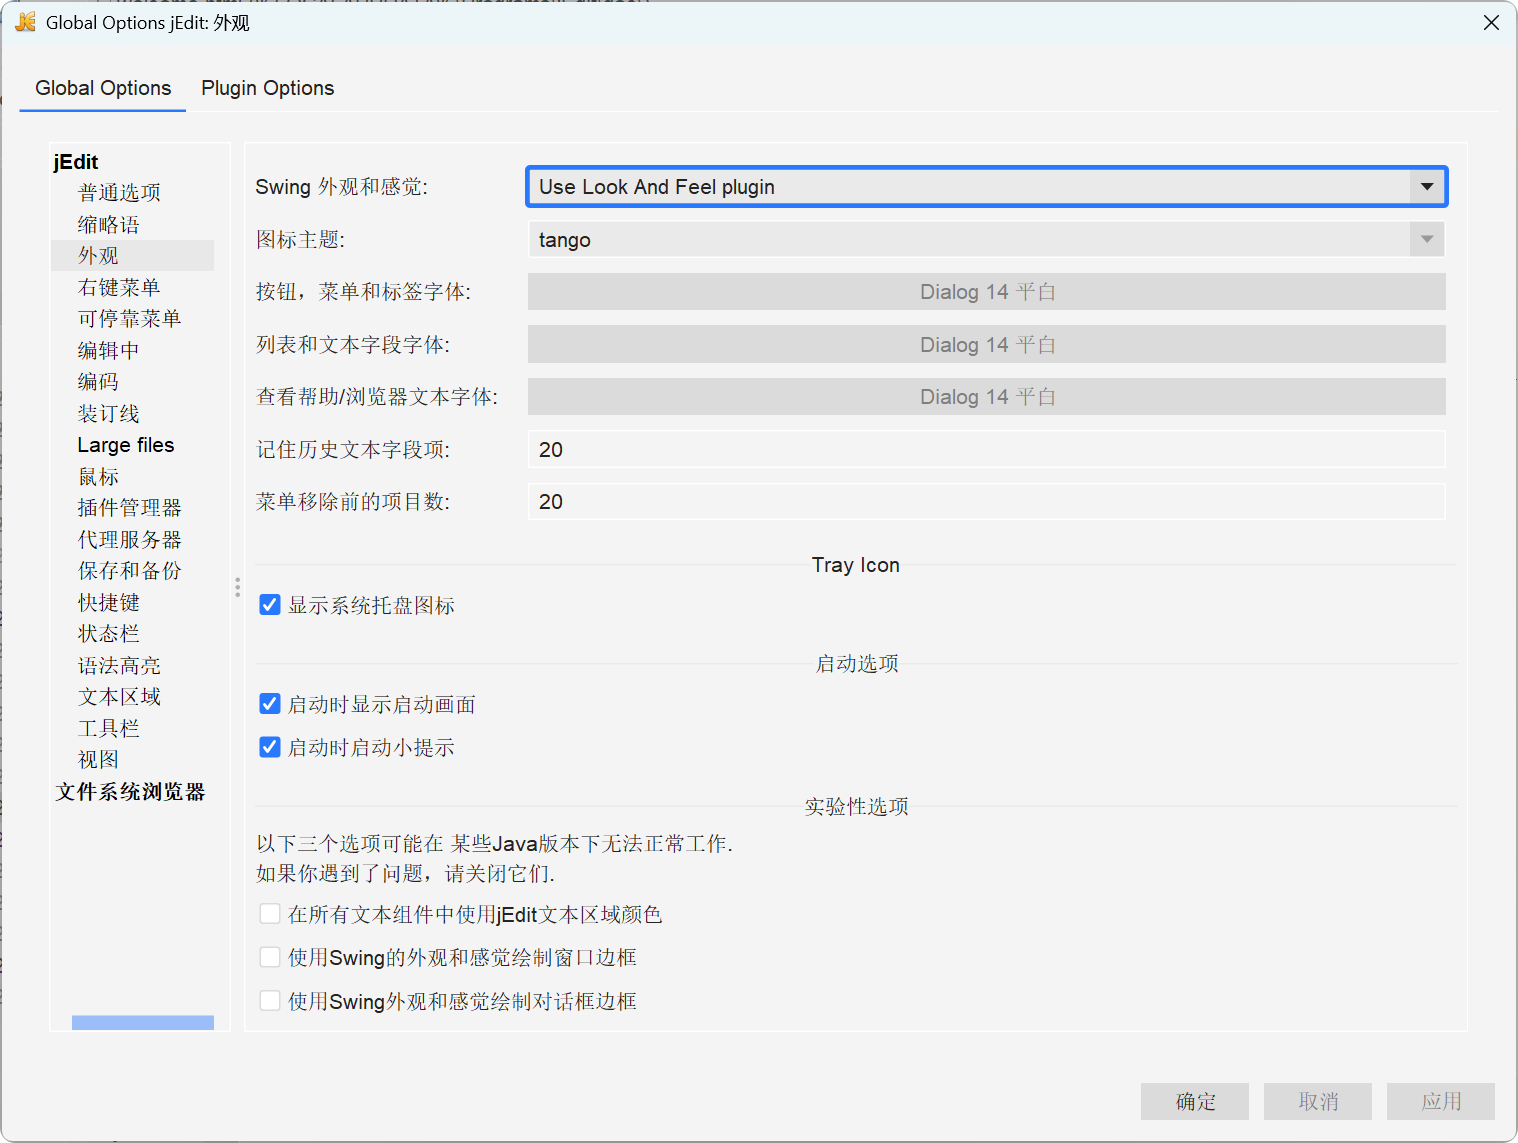 Global Options jEdit: 外观
Global Options Plugin Options
jEdit
普通选项
缩略语
外观
右键菜单
可停靠菜单
编辑中
编码
装订线
Large files
鼠标
插件管理器
代理服务器
保存和备份
快捷键
状态栏
语法高亮
文本区域
工具栏
视图
文件系统浏览器
Swing 外观和感觉: Use Look And Feel plugin
图标主题: tango
按钮，菜单和标签字体: Dialog 14 平白
列表和文本字段字体: Dialog 14 平白
查看帮助/浏览器文本字体: Dialog 14 平白
记住历史文本字段项: 20
菜单移除前的项目数: 20
Tray Icon
显示系统托盘图标
启动选项
启动时显示启动画面
启动时启动小提示
实验性选项
以下三个选项可能在 某些Java版本下无法正常工作.
如果你遇到了问题，请关闭它们.
在所有文本组件中使用jEdit文本区域颜色
使用Swing的外观和感觉绘制窗口边框
使用Swing外观和感觉绘制对话框边框
确定 取消 应用